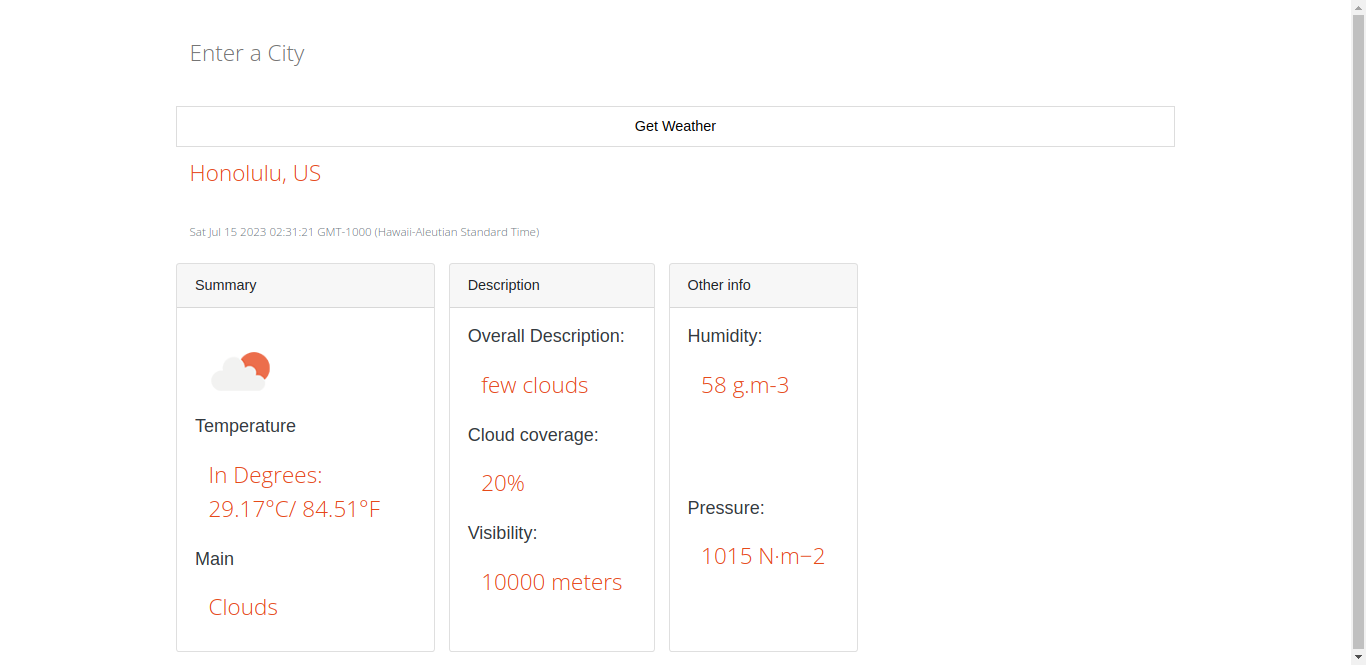 Enter a City
Get Weather
Honolulu, US
Sat Jul 15 2023 02:31:21 GMT-1000 (Hawaii-Aleutian Standard Time)
Summary
Temperature
In Degrees:
29.17°C/ 84.51°F
Main
Clouds
Description
Overall Description:
few clouds
Cloud coverage:
20%
Visibility:
10000 meters
Other info
Humidity:
58 g.m-3
Pressure:
1015 N·m−2